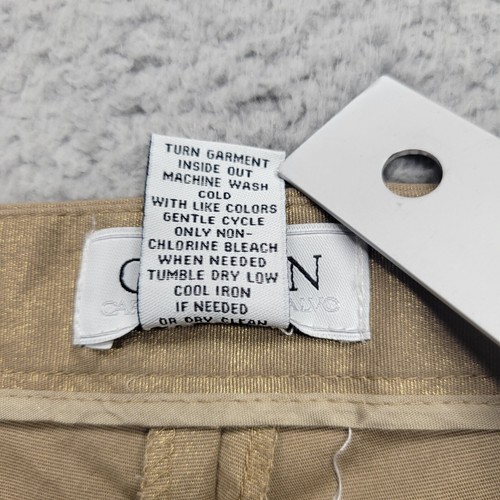 TURN GARMENT
INSIDE OUT
MACHINE WASH
COLD
WITH LIKE COLORS
GENTLE CYCLE
ONLY NON-
CHLORINE BLEACH
WHEN NEEDED
TUMBLE DRY LOW
COOL IRON
IF NEEDED
OR DRY CLEAN